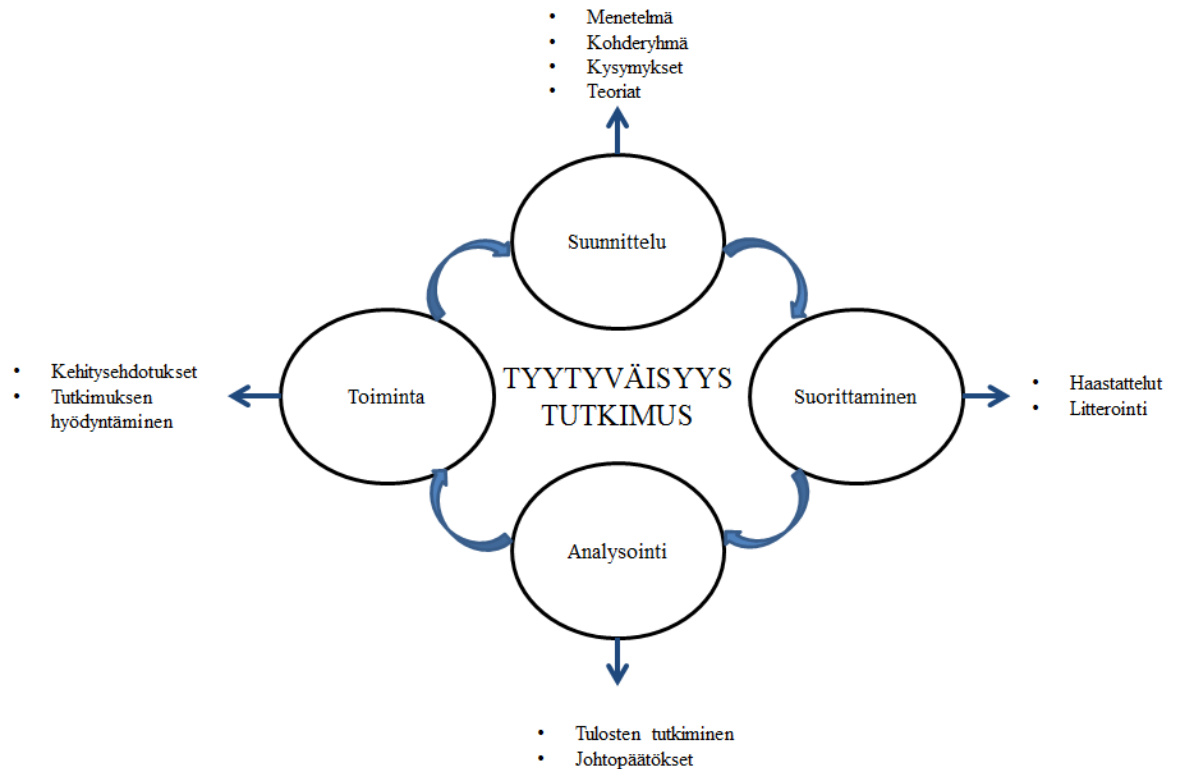 • Menetelmä
• Kohderyhmä
• Kysymykset
• Teoriat
Suunnittelu
• Kehitysehdotukset
• Tutkimuksen
hyödyntäminen
Toiminta
TYYTYVÄISYYS
TUTKIMUS
Suorittaminen
• Haastattelut
• Litterointi
Analysointi
• Tulosten tutkiminen
• Johtopäätökset